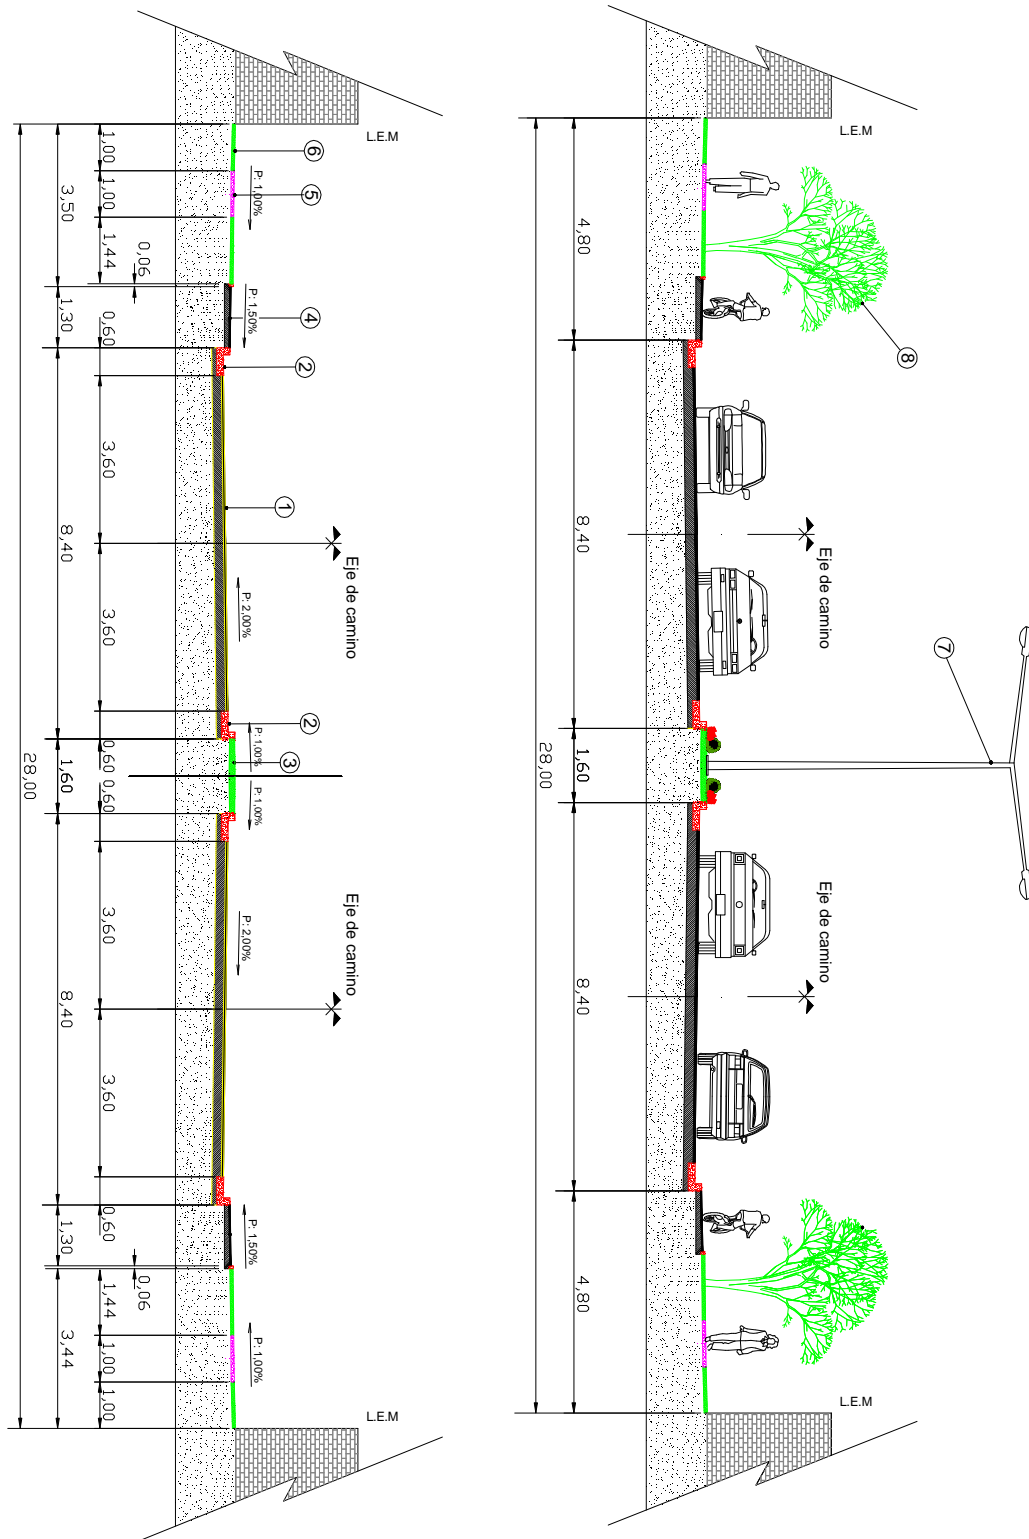 L.E.M
8
4,80
8,40
Eje de camino
7
1,60
28,00
Eje de camino
8,40
4,80
L.E.M
L.E.M
6
5
P: 1,00%
4
P: 1,50%
2
1
Eje de camino
P: 2,00%
2
P: 1,00%
3
P: 1,00%
Eje de camino
P: 2,00%
P: 1,50%
P: 1,00%
L.E.M
1,00
1,00
1,44
0,06
0,60
3,60
3,60
0,60
0,60
3,60
3,60
0,60
0,06
1,44
1,00
1,00
3,50
1,30
8,40
1,60
8,40
1,30
3,44
28,00